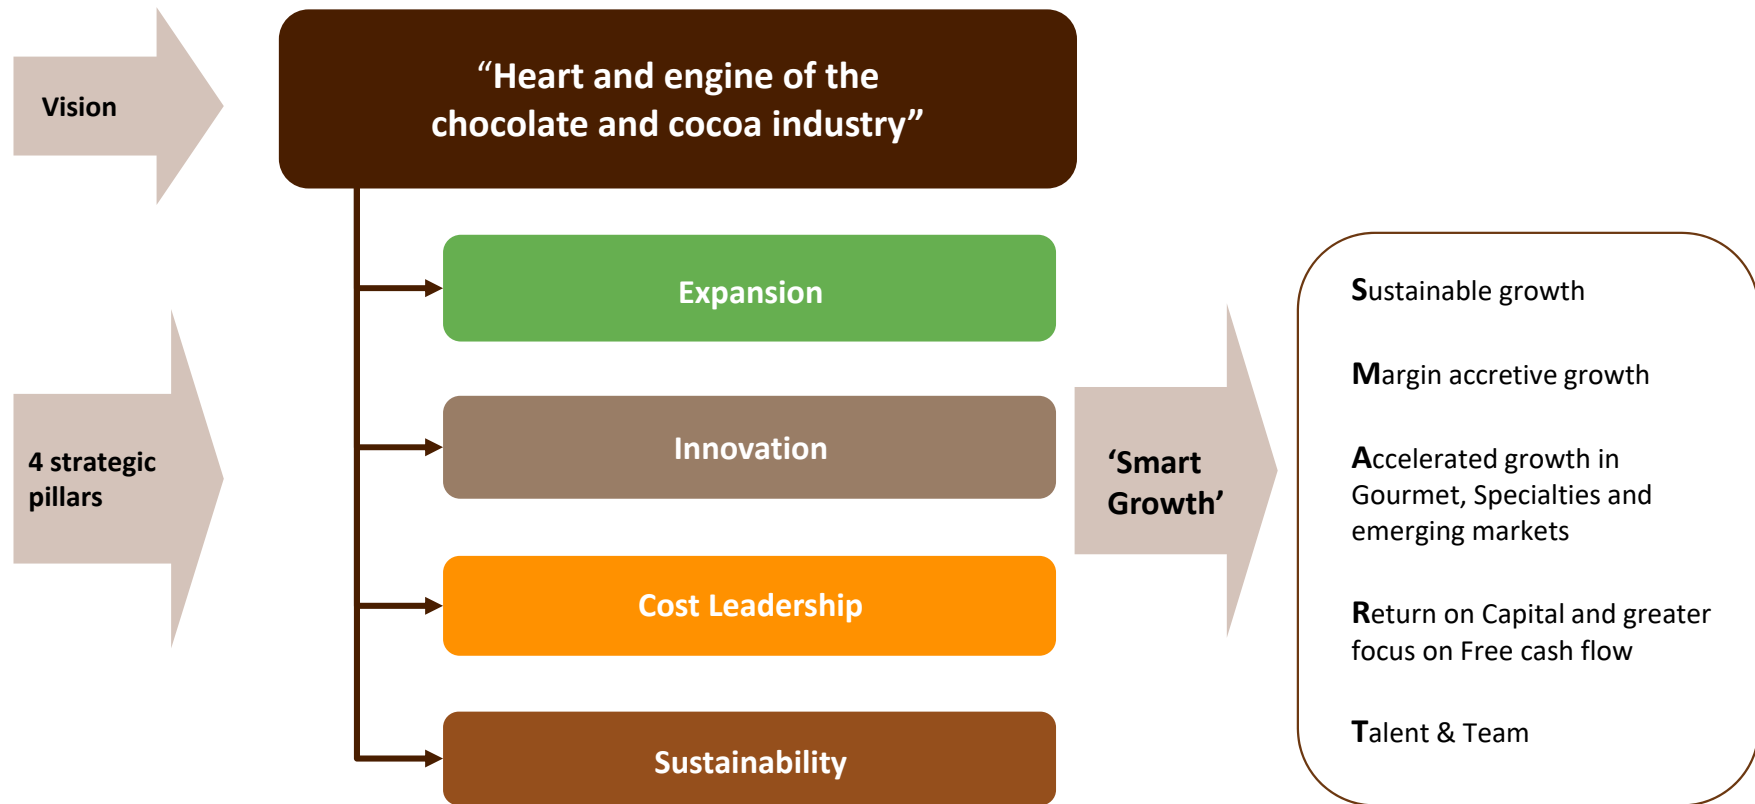 Vision
“Heart and engine of the
chocolate and cocoa industry”
4 strategic
pillars
Expansion
Innovation
Cost Leadership
Sustainability
‘Smart
Growth’
Sustainable growth
Margin accretive growth
Accelerated growth in
Gourmet, Specialties and
emerging markets
Return on Capital and greater
focus on Free cash flow
Talent & Team